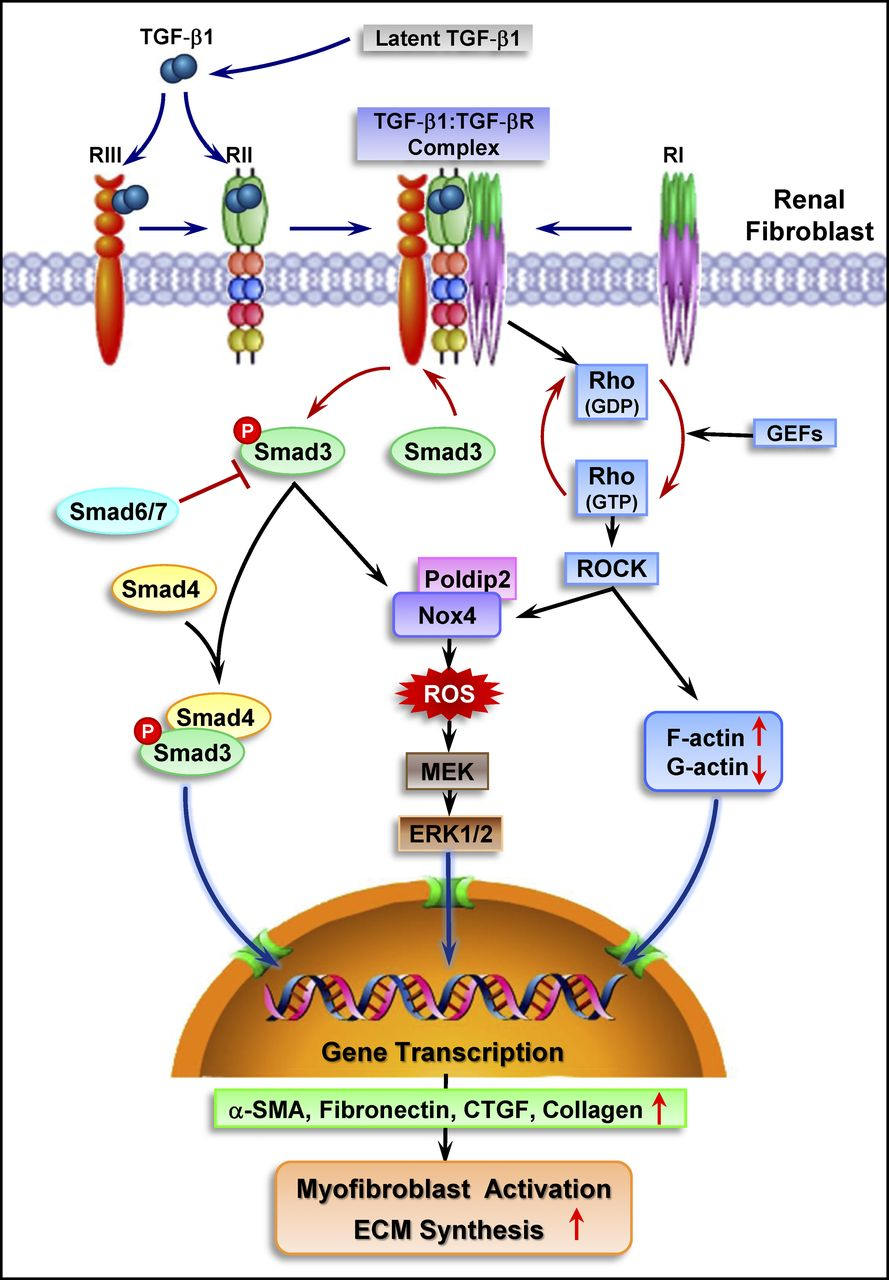 TGF-β1
Latent TGF-β1
TGF-β1:TGF-βR
Complex
RIII
RII
RI
Renal
Fibroblast
Rho
(GDP)
P
Smad3
Smad3
GEFs
Rho
(GTP)
Smad6/7
ROCK
Poldip2
Smad4
Nox4
ROS
Smad4
P
Smad3
F-actin
G-actin
MEK
ERK1/2
Gene Transcription
α-SMA, Fibronectin, CTGF, Collagen
Myofibroblast Activation
ECM Synthesis